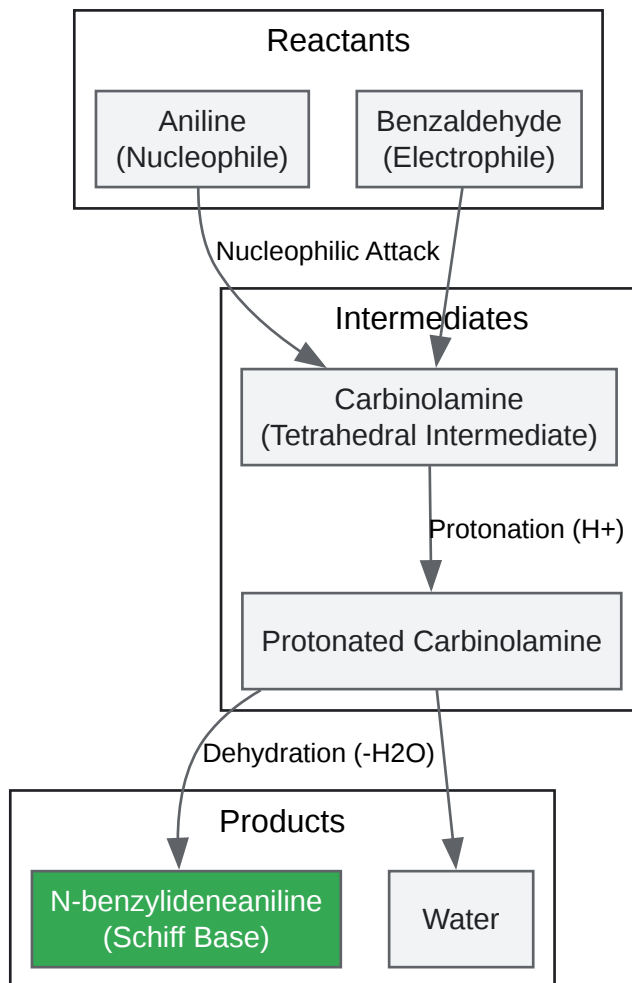 Reactants
Aniline
(Nucleophile)
Benzaldehyde
(Electrophile)
Nucleophilic Attack
Intermediates
Carbinolamine
(Tetrahedral Intermediate)
Protonation (H+)
Protonated Carbinolamine
Dehydration (-H2O)
Products
N-benzylideneaniline
(Schiff Base)
Water